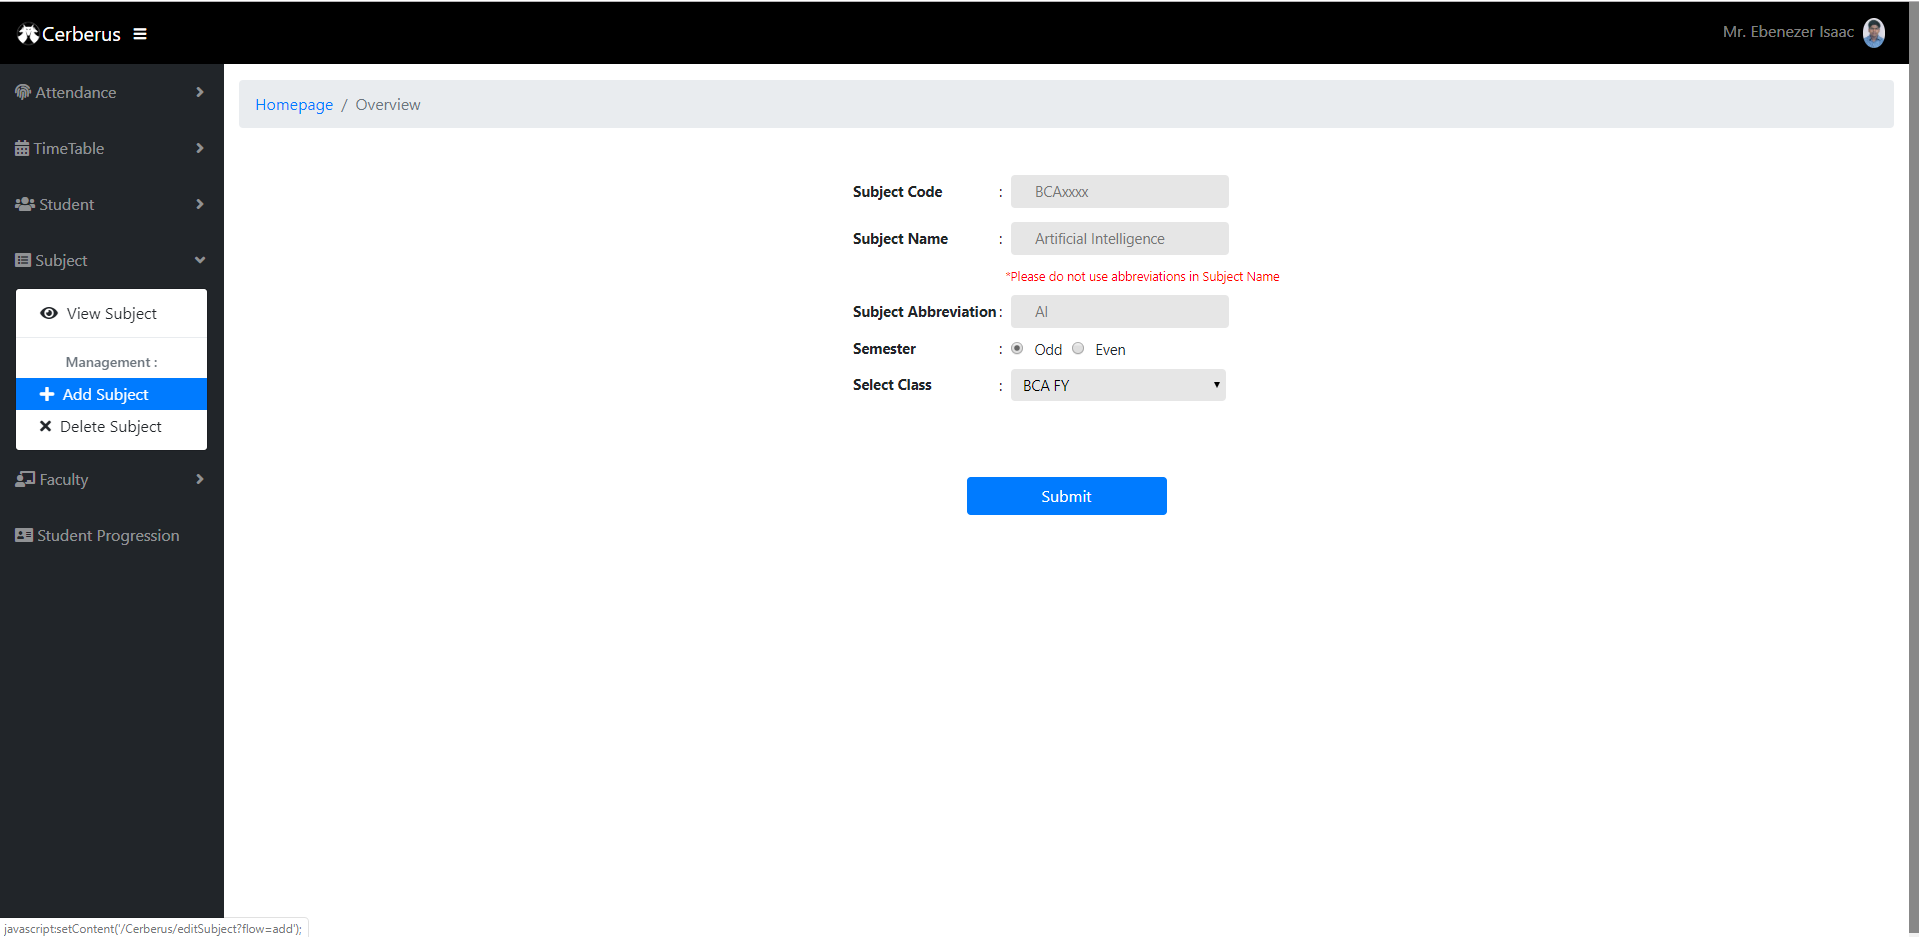 Cerberus
Mr. Ebenezer Isaac
Attendance
TimeTable
Student
Subject
View Subject
Management :
Add Subject
Delete Subject
Faculty
Student Progression
Homepage / Overview
Subject Code : BCAxxxx
Subject Name : Artificial Intelligence
*Please do not use abbreviations in Subject Name
Subject Abbreviation : AI
Semester : Odd Even
Select Class : BCA FY
Submit
javascript:setContent('/Cerberus/editSubject?flow=add');